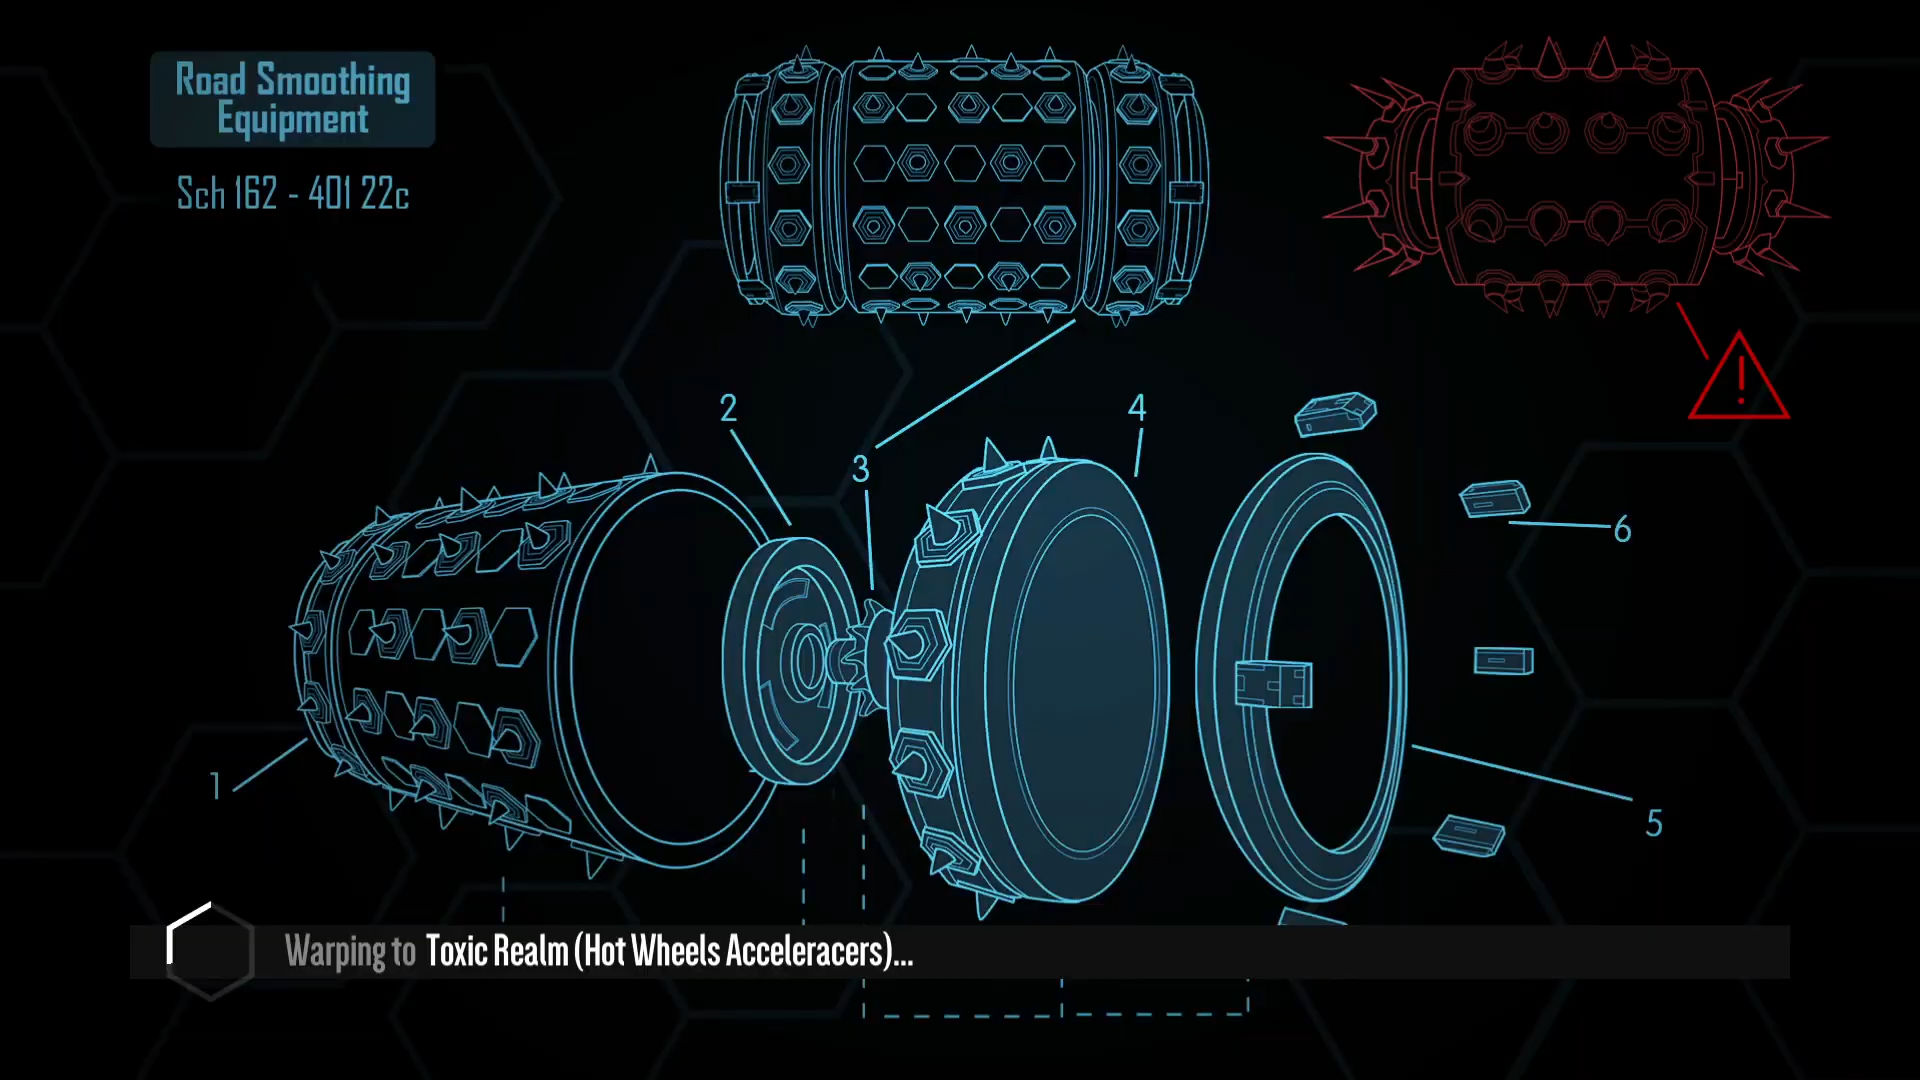 Road Smoothing
Equipment
Sch 162 - 401 22c
2
4
3
6
1
5
!
Warping to Toxic Realm (Hot Wheels Acceleracers)...